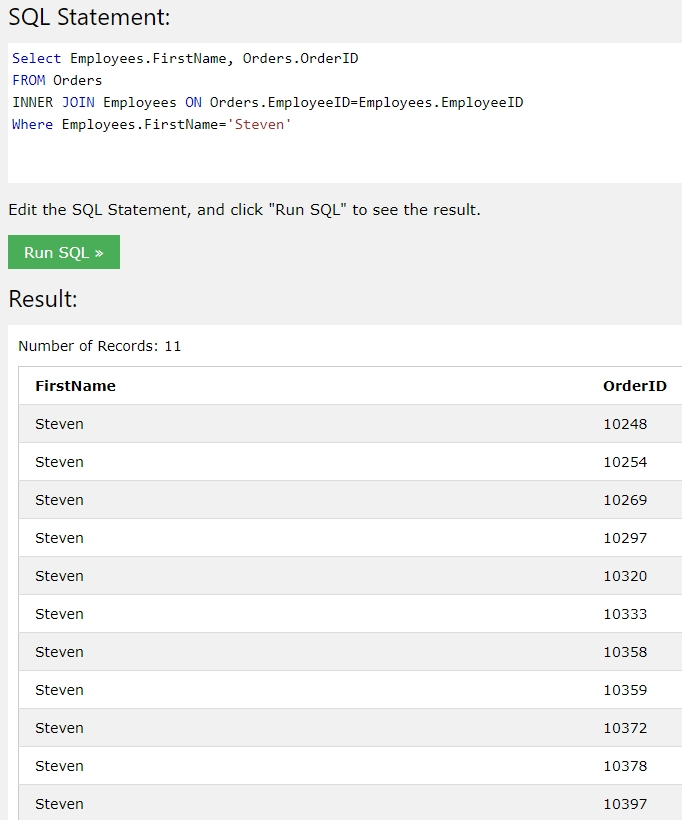 SQL Statement:
Select Employees.FirstName, Orders.OrderID
FROM Orders
INNER JOIN Employees ON Orders.EmployeeID=Employees.EmployeeID
Where Employees.FirstName='Steven'
Edit the SQL Statement, and click "Run SQL" to see the result.
Run SQL »
Result:
Number of Records: 11
FirstName OrderID
Steven 10248
Steven 10254
Steven 10269
Steven 10297
Steven 10320
Steven 10333
Steven 10358
Steven 10359
Steven 10372
Steven 10378
Steven 10397